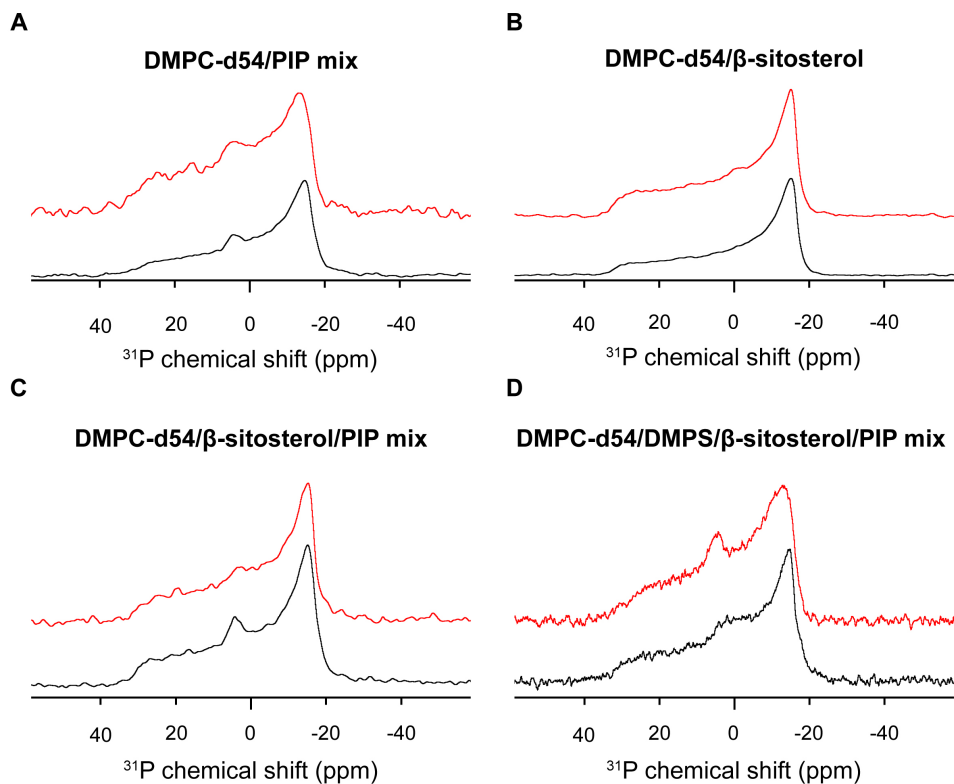 A
DMPC-d54/PIP mix
40 20 0 -20 -40
³¹P chemical shift (ppm)
B
DMPC-d54/β-sitosterol
40 20 0 -20 -40
³¹P chemical shift (ppm)
C
DMPC-d54/β-sitosterol/PIP mix
40 20 0 -20 -40
³¹P chemical shift (ppm)
D
DMPC-d54/DMPS/β-sitosterol/PIP mix
40 20 0 -20 -40
³¹P chemical shift (ppm)